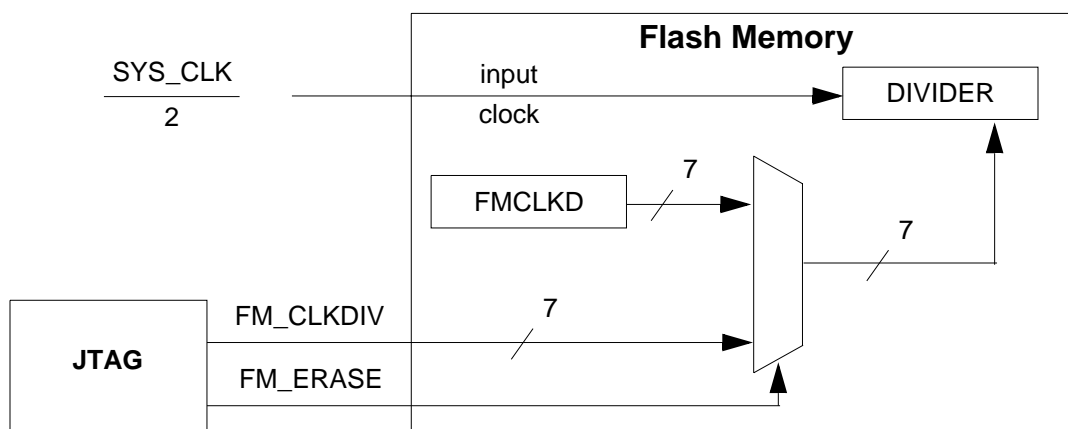 Flash Memory
SYS_CLK
2
input
clock
DIVIDER
FMCLKD
7
7
FM_CLKDIV
7
JTAG
FM_ERASE